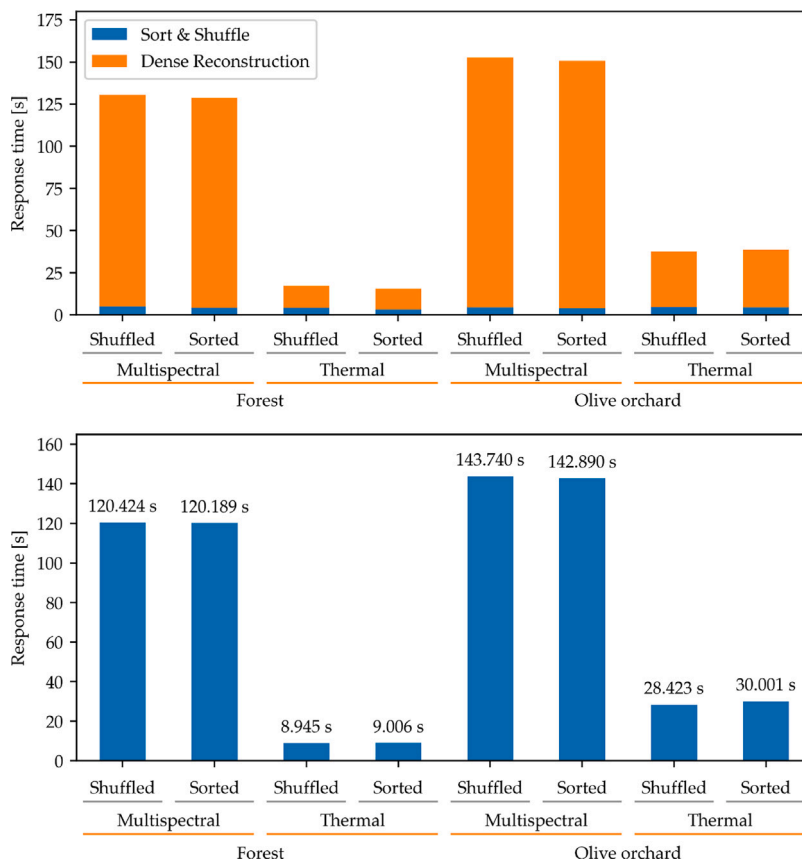 175
150
125
100
75
50
25
0
Response time [s]
Sort & Shuffle
Dense Reconstruction
Shuffled Sorted Shuffled Sorted Shuffled Sorted Shuffled Sorted
Multispectral Thermal Multispectral Thermal
Forest Olive orchard
160
140
120
100
80
60
40
20
0
Response time [s]
120.424 s 120.189 s 8.945 s 9.006 s 143.740 s 142.890 s 28.423 s 30.001 s
Shuffled Sorted Shuffled Sorted Shuffled Sorted Shuffled Sorted
Multispectral Thermal Multispectral Thermal
Forest Olive orchard